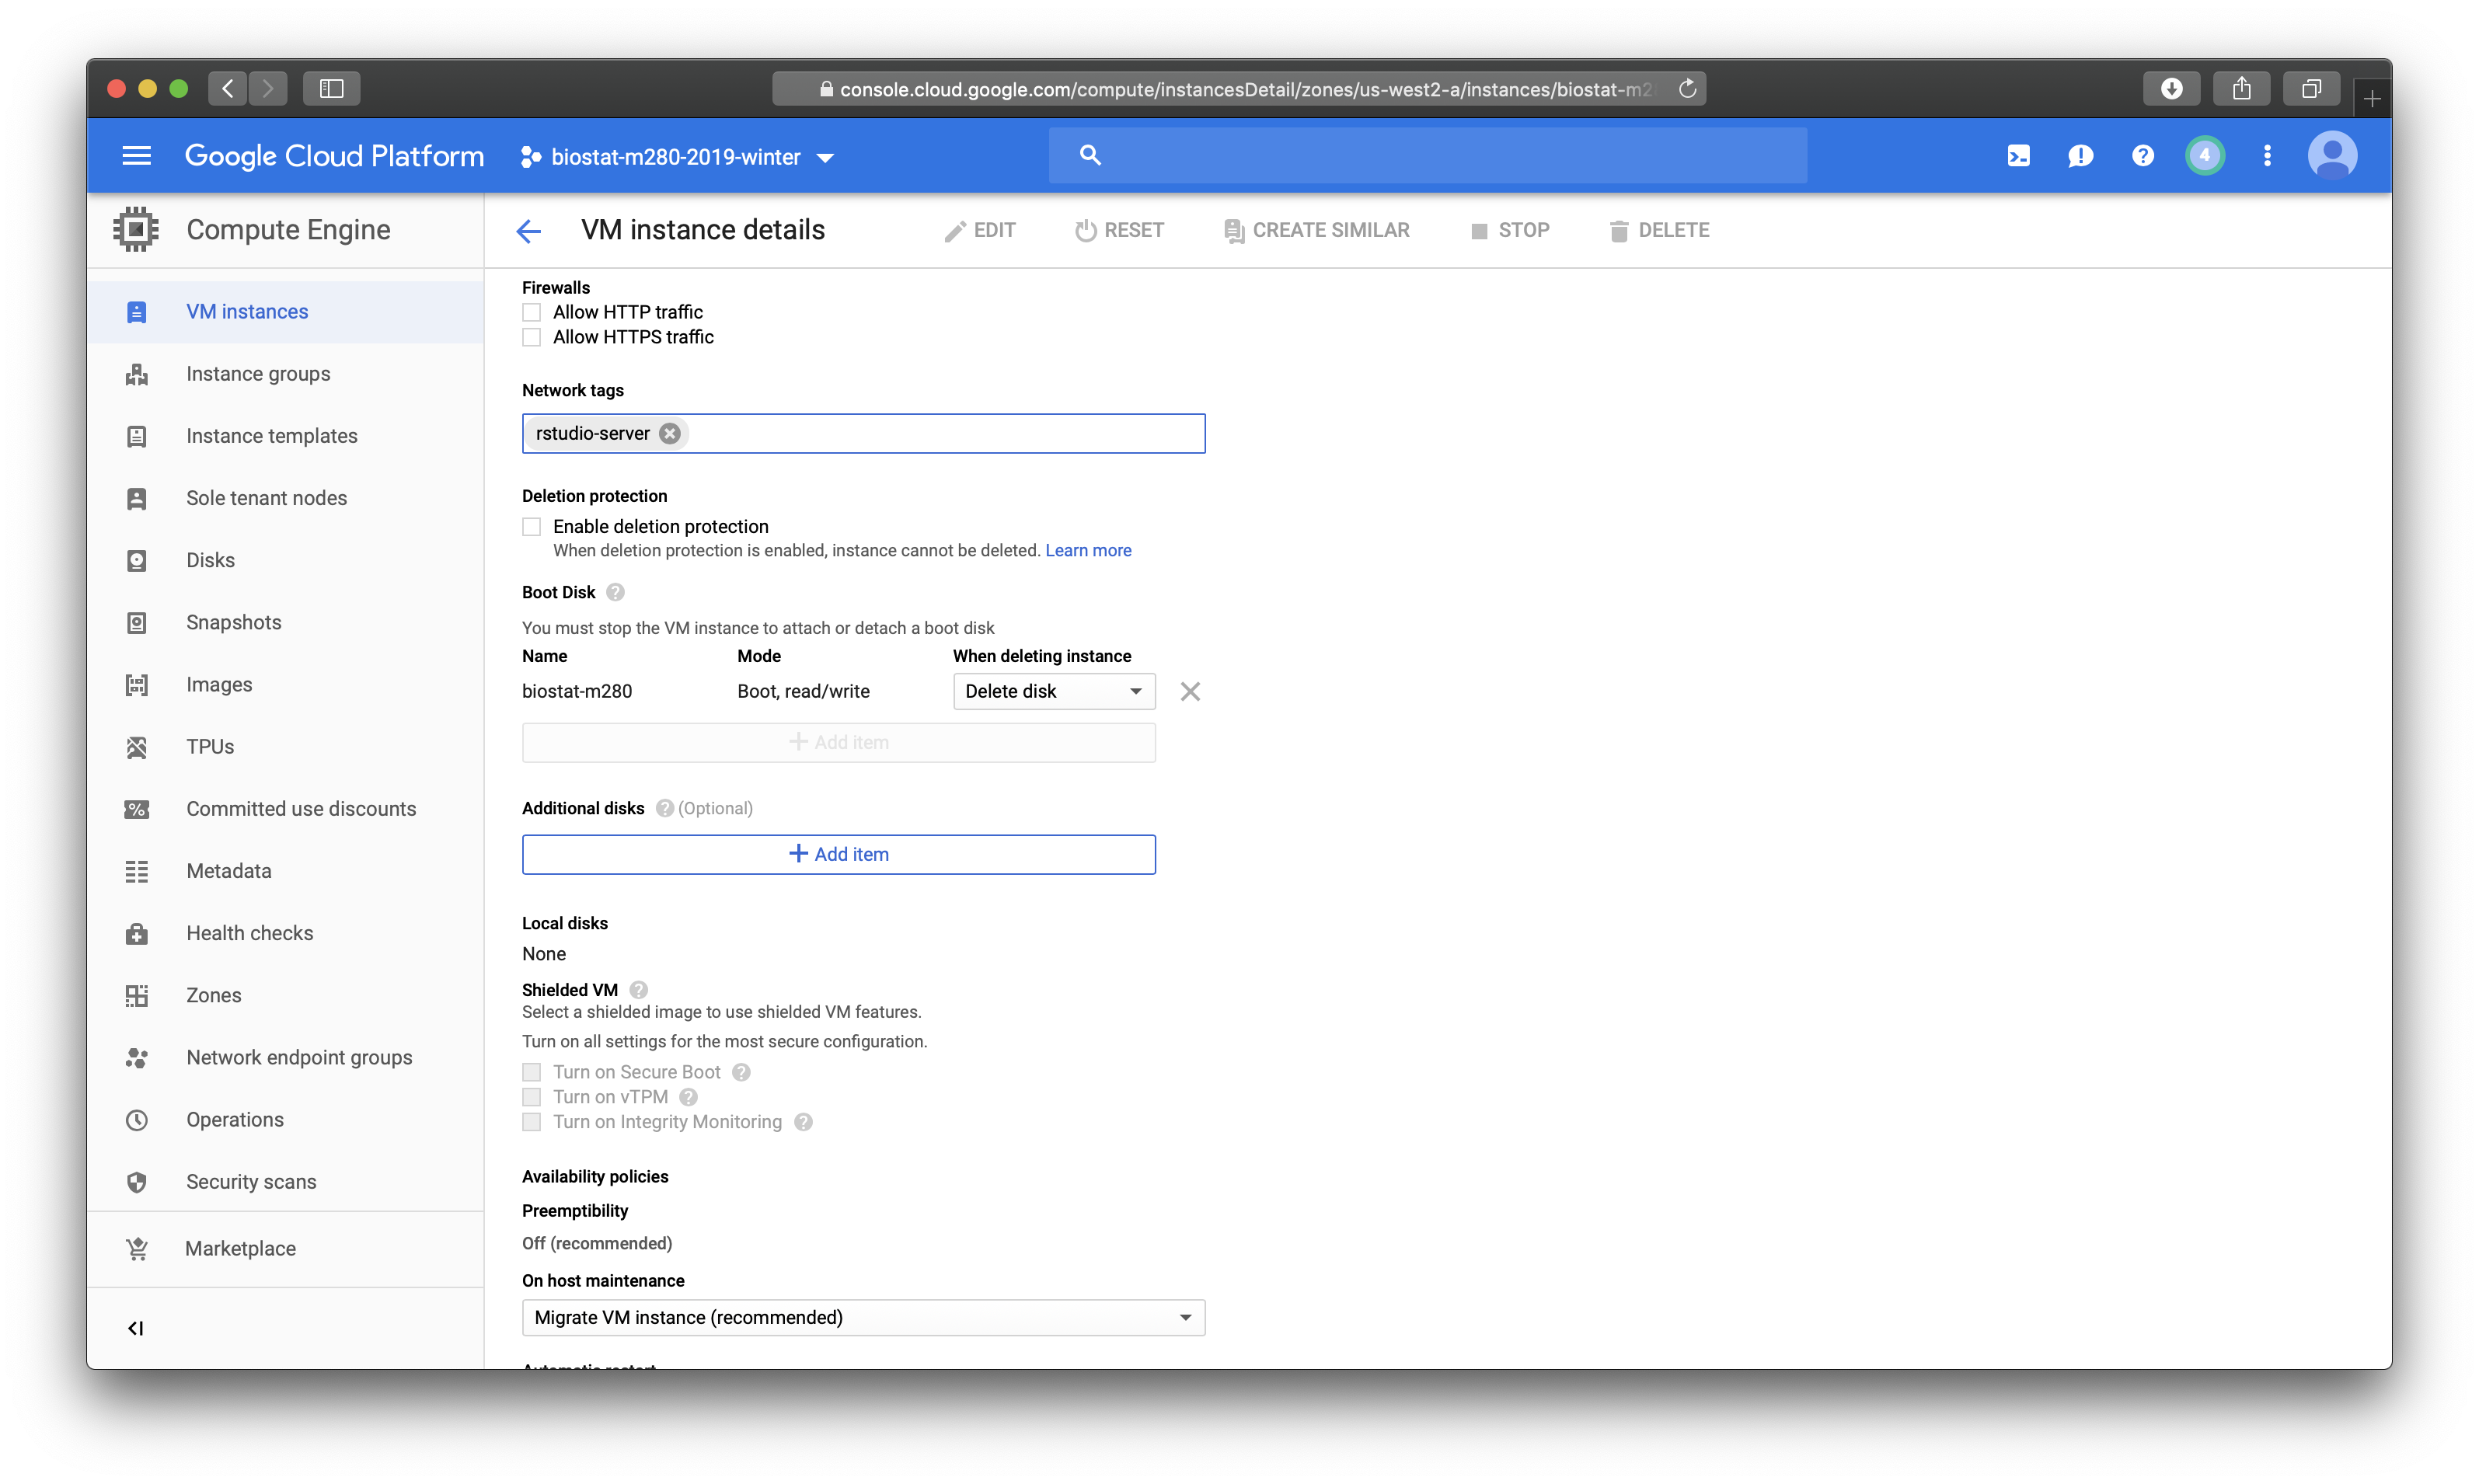 console.cloud.google.com/compute/instancesDetail/zones/us-west2-a/instances/biostat-m2
Google Cloud Platform
biostat-m280-2019-winter
4
Compute Engine
VM instance details
EDIT
RESET
CREATE SIMILAR
STOP
DELETE
VM instances
Instance groups
Instance templates
Sole tenant nodes
Disks
Snapshots
Images
TPUs
Committed use discounts
Metadata
Health checks
Zones
Network endpoint groups
Operations
Security scans
Marketplace
Firewalls
Allow HTTP traffic
Allow HTTPS traffic
Network tags
rstudio-server
Deletion protection
Enable deletion protection
When deletion protection is enabled, instance cannot be deleted. Learn more
Boot Disk
You must stop the VM instance to attach or detach a boot disk
Name Mode When deleting instance
biostat-m280 Boot, read/write Delete disk
+ Add item
Additional disks (Optional)
+ Add item
Local disks
None
Shielded VM
Select a shielded image to use shielded VM features.
Turn on all settings for the most secure configuration.
Turn on Secure Boot
Turn on vTPM
Turn on Integrity Monitoring
Availability policies
Preemptibility
Off (recommended)
On host maintenance
Migrate VM instance (recommended)